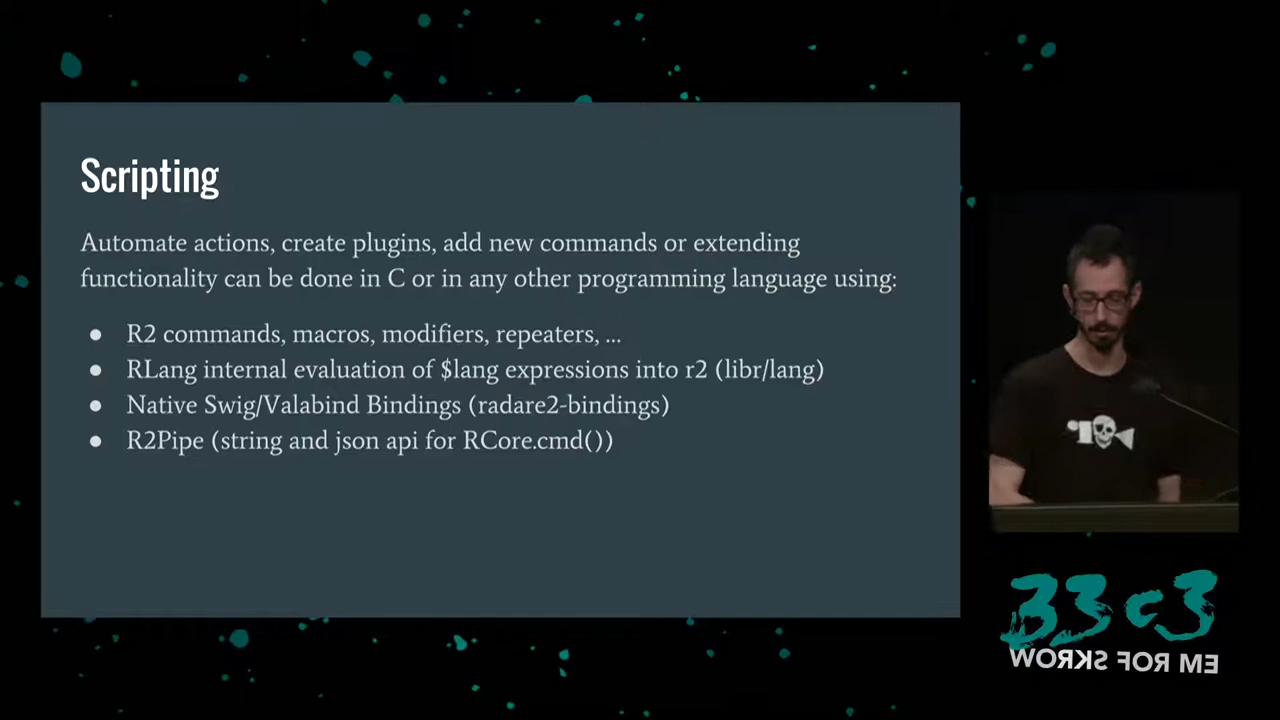 Scripting
Automate actions, create plugins, add new commands or extending
functionality can be done in C or in any other programming language using:
● R2 commands, macros, modifiers, repeaters, ...
● RLang internal evaluation of $lang expressions into r2 (libr/lang)
● Native Swig/Valabind Bindings (radare2-bindings)
● R2Pipe (string and json api for RCore.cmd())
33c3
WORKS FOR ME